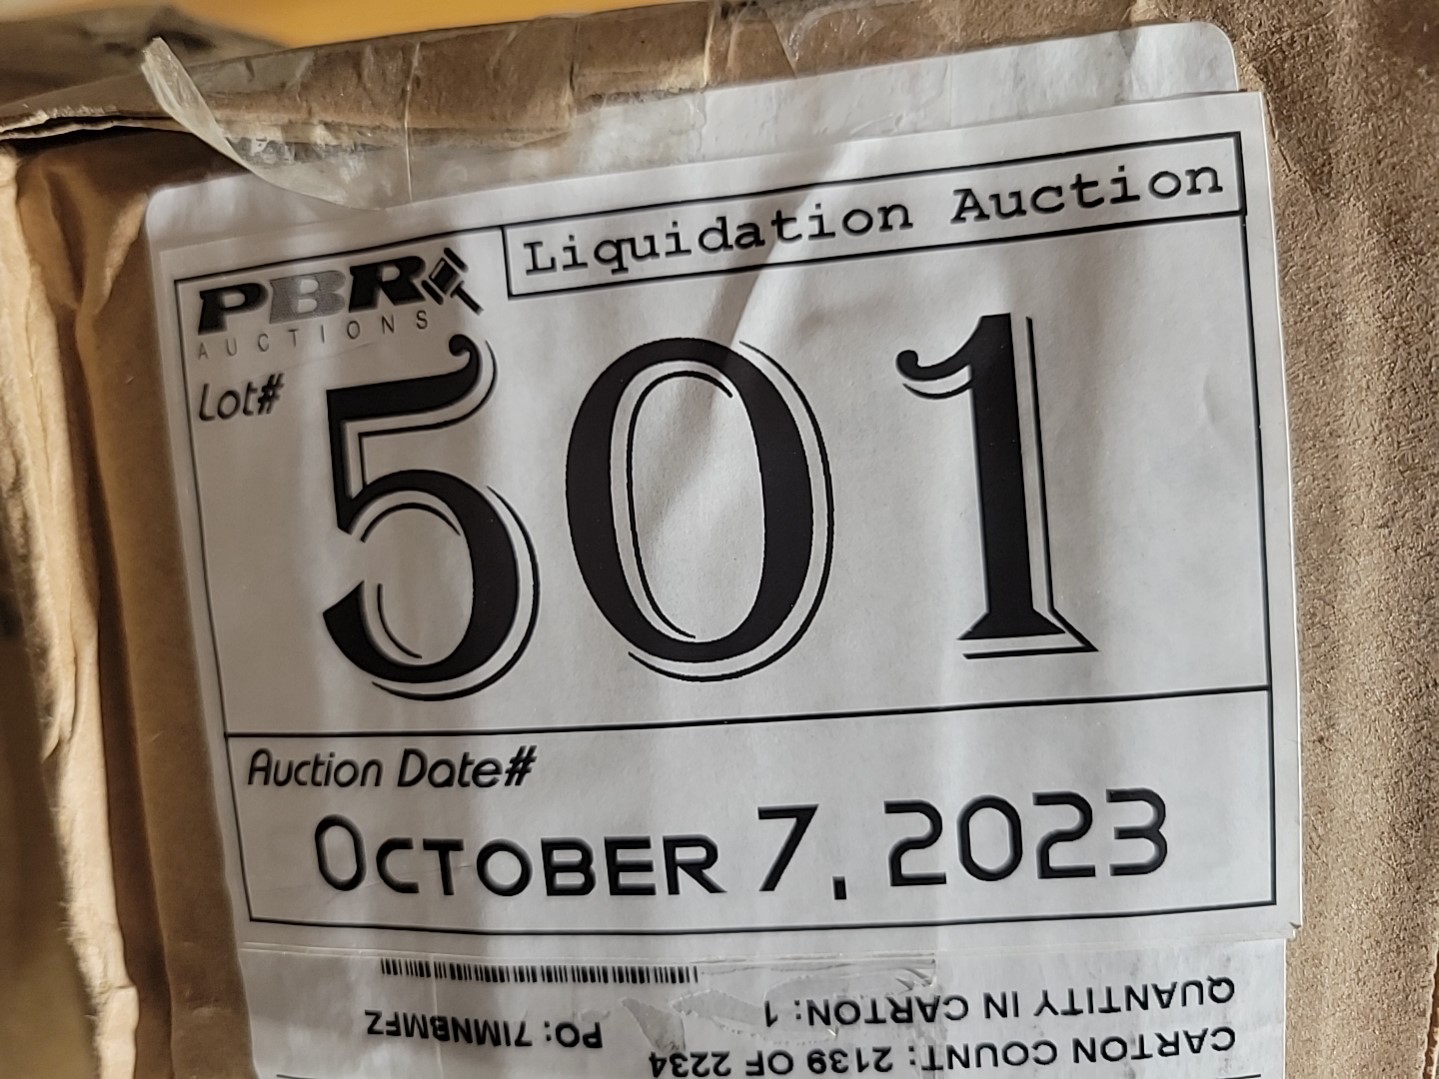 Liquidation Auction
PBR
AUCTIONS
Lot#
501
Auction Date#
OCTOBER 7, 2023
CARTON COUNT: 2139 OF 2234
QUANTITY IN CARTON: 1
PO: 7IMNBMFZ